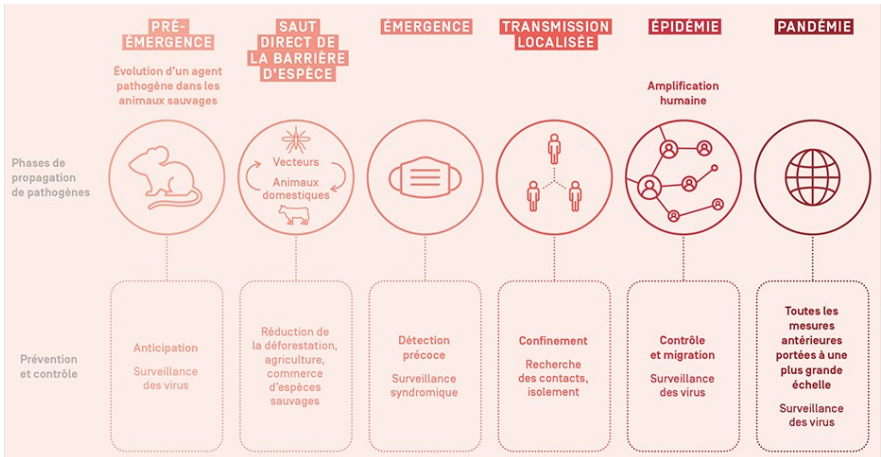 PRÉ-
ÉMERGENCE
Évolution d'un agent
pathogène dans les
animaux sauvages
SAUT
DIRECT DE
LA BARRIÈRE
D'ESPÈCE
ÉMERGENCE
TRANSMISSION
LOCALISÉE
ÉPIDÉMIE
Amplification
humaine
PANDÉMIE
Phases de
propagation
de pathogènes
Vecteurs
Animaux
domestiques
Prévention
et contrôle
Anticipation
Surveillance
des virus
Réduction de
la déforestation,
agriculture,
commerce
d'espèces
sauvages
Détection
précoce
Surveillance
syndromique
Confinement
Recherche
des contacts,
isolement
Contrôle
et migration
Surveillance
des virus
Toutes les
mesures
antérieures
portées à une
plus grande
échelle
Surveillance
des virus